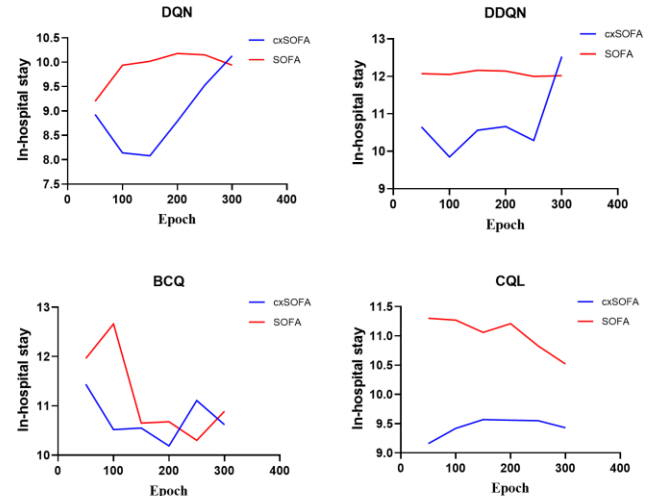 DQN
In-hospital stay
10.5
10.0
9.5
9.0
8.5
8.0
7.5
0
100
200
300
400
Epoch
cxSOFA
SOFA
DDQN
In-hospital stay
13
12
11
10
9
0
100
200
300
400
Epoch
cxSOFA
SOFA
BCQ
In-hospital stay
13
12
11
10
0
100
200
300
400
Epoch
cxSOFA
SOFA
CQL
In-hospital stay
11.5
11.0
10.5
10.0
9.5
9.0
0
100
200
300
400
Epoch
cxSOFA
SOFA